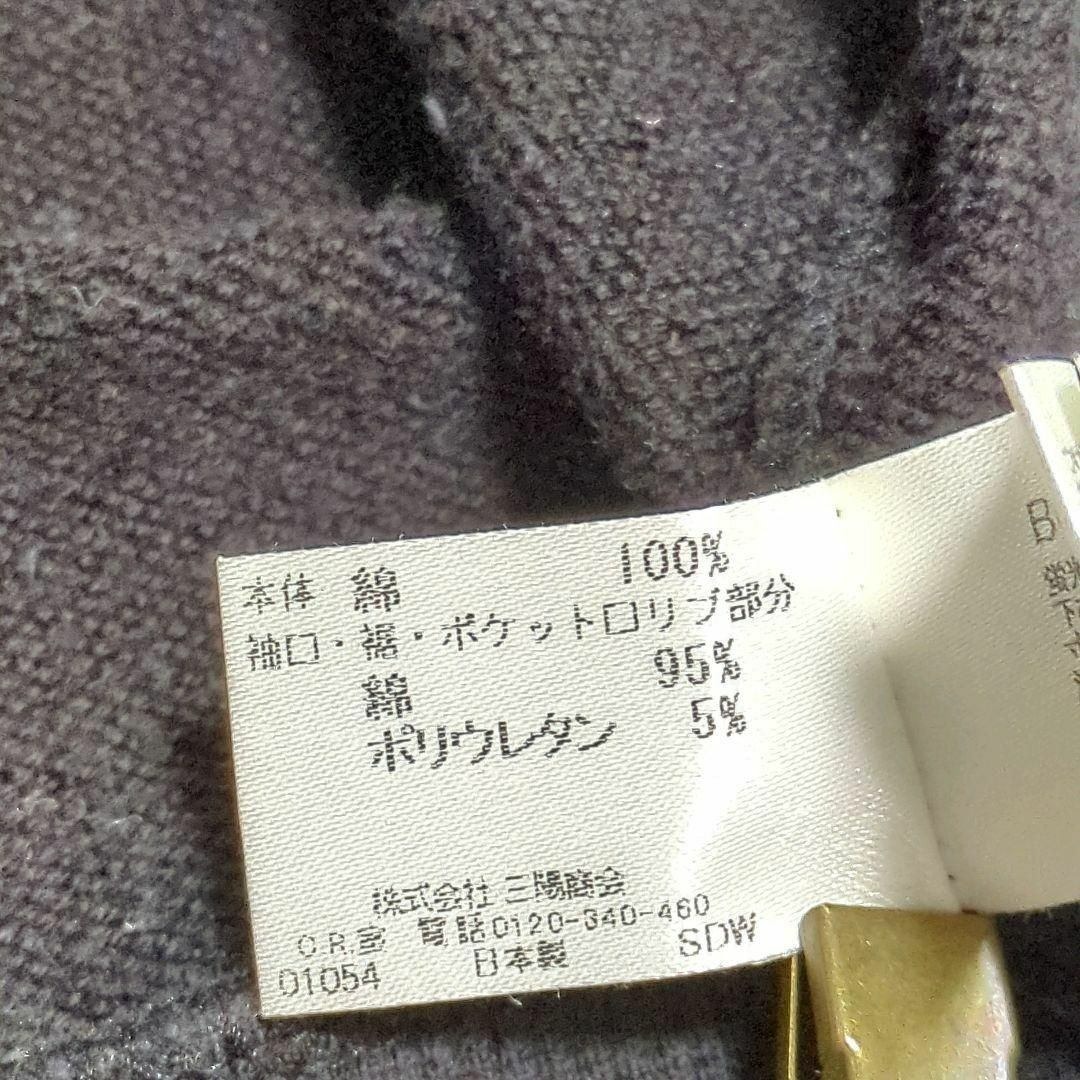 本体 綿 100%
袖口・裾・ポケット口リブ部分
綿 95%
ポリウレタン 5%
株式会社 三陽商会
O.R.室 電話0120-340-460
01054 日本製 SDW